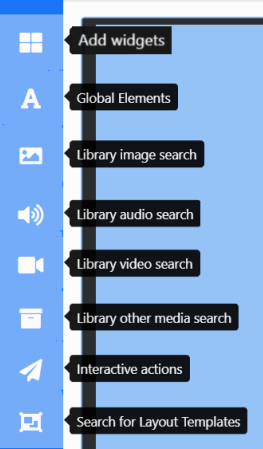 Add widgets
Global Elements
Library image search
Library audio search
Library video search
Library other media search
Interactive actions
Search for Layout Templates